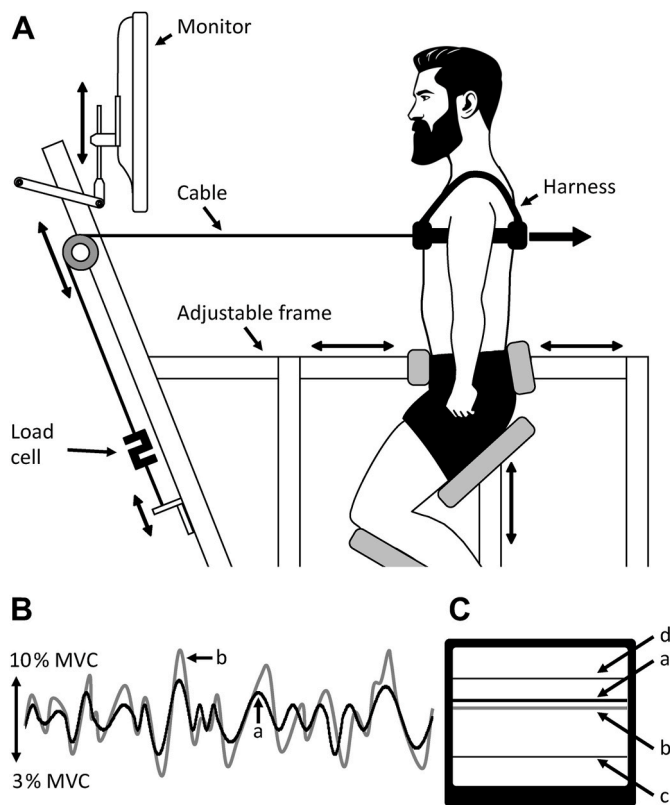 A
Monitor
Cable
Harness
Adjustable frame
Load
cell
B
10% MVC
3% MVC
b
a
C
d
a
b
c